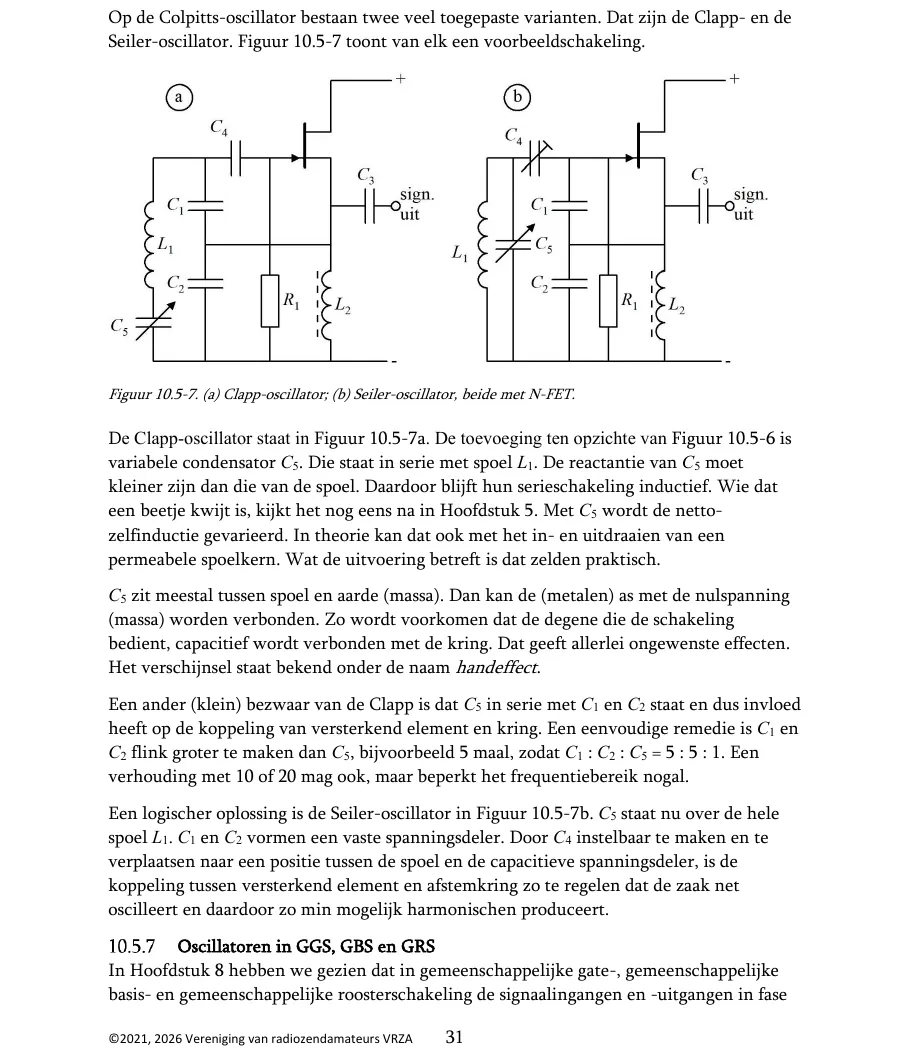 Op de Colpitts-oscillator bestaan twee veel toegepaste varianten. Dat zijn de Clapp- en de
Seiler-oscillator. Figuur 10.5-7 toont van elk een voorbeeldschakeling.
a
+
C4
C3
sign.
uit
C1
L1
C2
R1
L2
C5
-
b
+
C4
C3
sign.
uit
C1
C5
L1
C2
R1
L2
-
Figuur 10.5-7. (a) Clapp-oscillator; (b) Seiler-oscillator, beide met N-FET.
De Clapp-oscillator staat in Figuur 10.5-7a. De toevoeging ten opzichte van Figuur 10.5-6 is
variabele condensator C5. Die staat in serie met spoel L1. De reactantie van C5 moet
kleiner zijn dan die van de spoel. Daardoor blijft hun serieschakeling inductief. Wie dat
een beetje kwijt is, kijkt het nog eens na in Hoofdstuk 5. Met C5 wordt de netto-
zelfinductie gevarieerd. In theorie kan dat ook met het in- en uitdraaien van een
permeabele spoelkern. Wat de uitvoering betreft is dat zelden praktisch.
C5 zit meestal tussen spoel en aarde (massa). Dan kan de (metalen) as met de nulspanning
(massa) worden verbonden. Zo wordt voorkomen dat de degene die de schakeling
bedient, capacitief wordt verbonden met de kring. Dat geeft allerlei ongewenste effecten.
Het verschijnsel staat bekend onder de naam handeffect.
Een ander (klein) bezwaar van de Clapp is dat C5 in serie met C1 en C2 staat en dus invloed
heeft op de koppeling van versterkend element en kring. Een eenvoudige remedie is C1 en
C2 flink groter te maken dan C5, bijvoorbeeld 5 maal, zodat C1 : C2 : C5 = 5 : 5 : 1. Een
verhouding met 10 of 20 mag ook, maar beperkt het frequentiebereik nogal.
Een logischer oplossing is de Seiler-oscillator in Figuur 10.5-7b. C5 staat nu over de hele
spoel L1. C1 en C2 vormen een vaste spanningsdeler. Door C4 instelbaar te maken en te
verplaatsen naar een positie tussen de spoel en de capacitieve spanningsdeler, is de
koppeling tussen versterkend element en afstemkring zo te regelen dat de zaak net
oscilleert en daardoor zo min mogelijk harmonischen produceert.
10.5.7 Oscillatoren in GGS, GBS en GRS
In Hoofdstuk 8 hebben we gezien dat in gemeenschappelijke gate-, gemeenschappelijke
basis- en gemeenschappelijke roosterschakeling de signaalingangen en -uitgangen in fase
©2021, 2026 Vereniging van radiozendamateurs VRZA 31